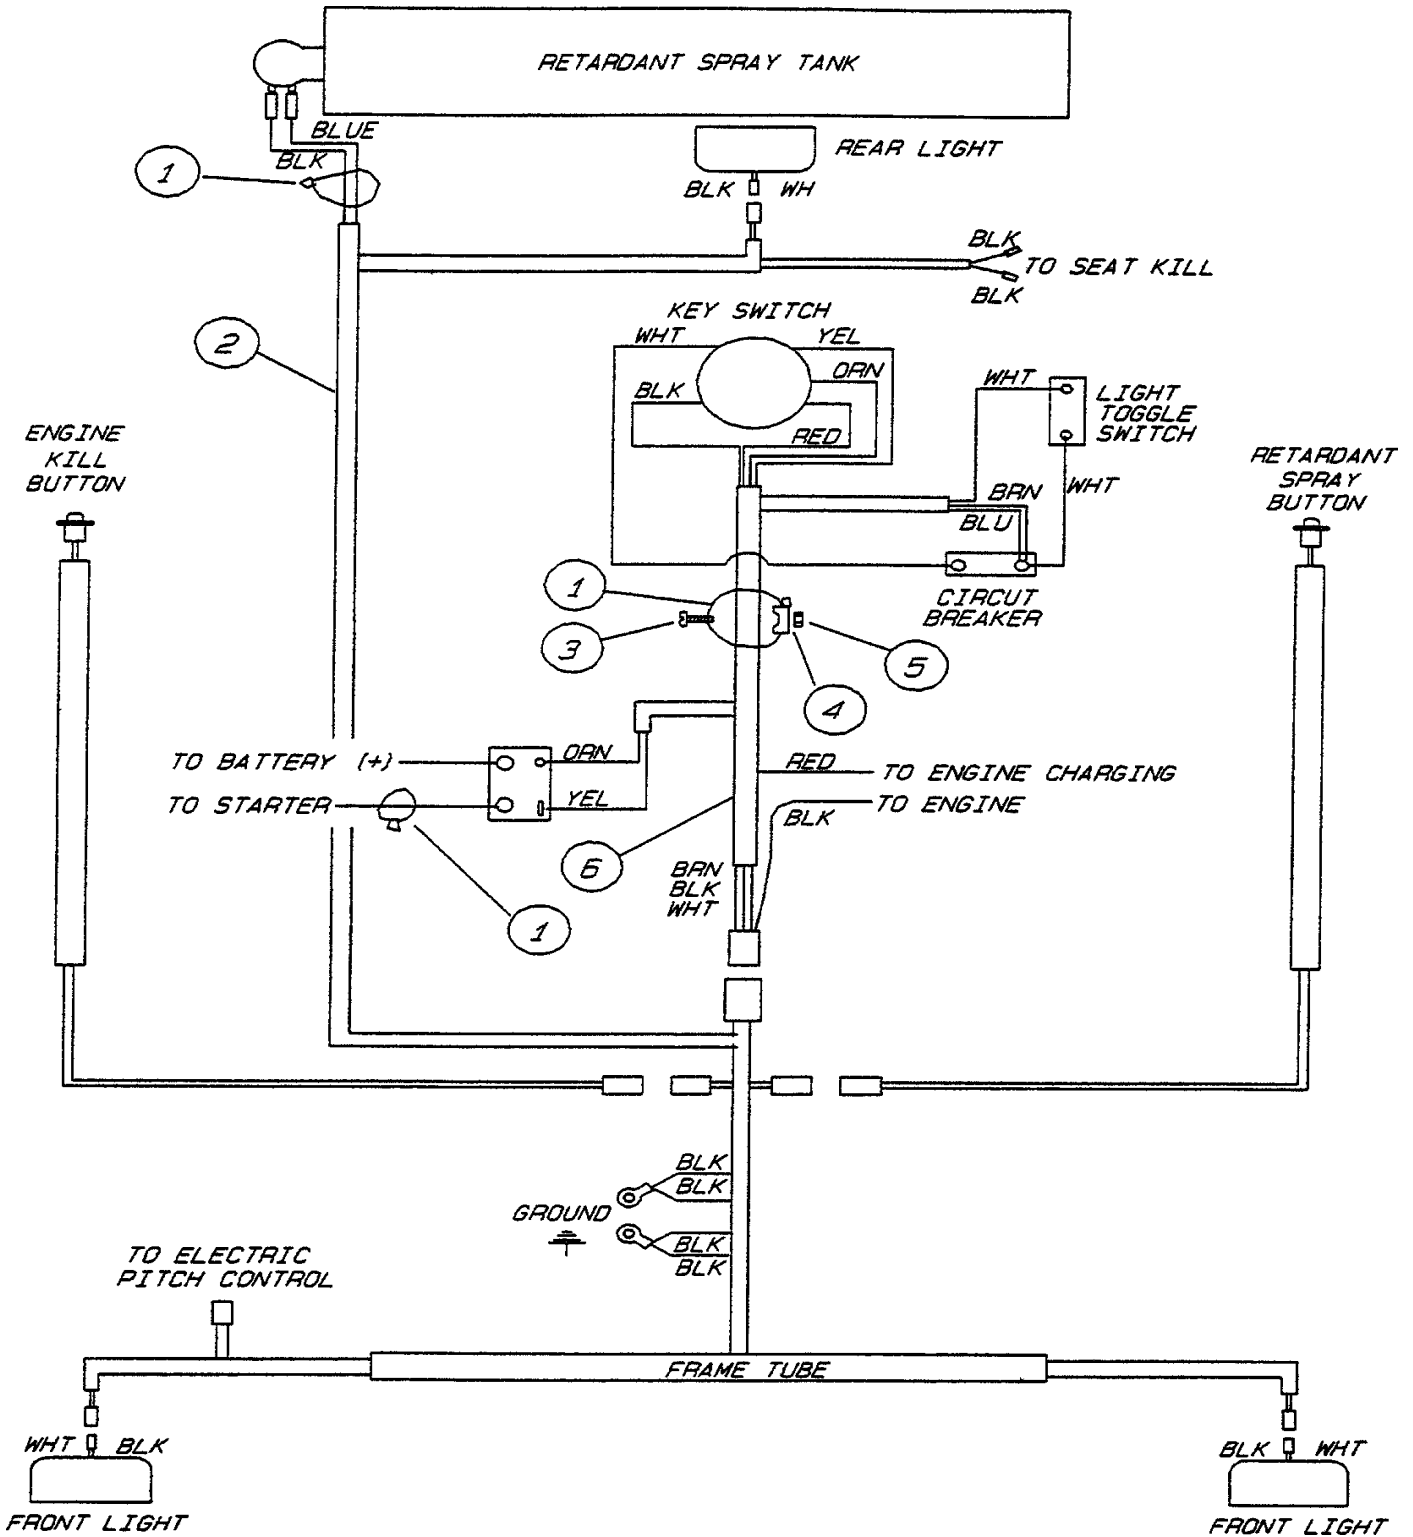 RETARDANT SPRAY TANK
BLUE
BLK
1
REAR LIGHT
BLK WH
BLK
TO SEAT KILL
BLK
KEY SWITCH
WHT
YEL
ORN
BLK
RED
2
WHT
LIGHT
TOGGLE
SWITCH
ENGINE
KILL
BUTTON
RETARDANT
SPRAY
BUTTON
BRN
WHT
BLU
1
CIRCUT
BREAKER
3
5
4
TO BATTERY (+)
ORN
RED
TO ENGINE CHARGING
TO STARTER
YEL
TO ENGINE
BLK
6
BRN
BLK
WHT
1
BLK
BLK
GROUND
BLK
BLK
TO ELECTRIC
PITCH CONTROL
FRAME TUBE
WHT BLK
FRONT LIGHT
BLK WHT
FRONT LIGHT